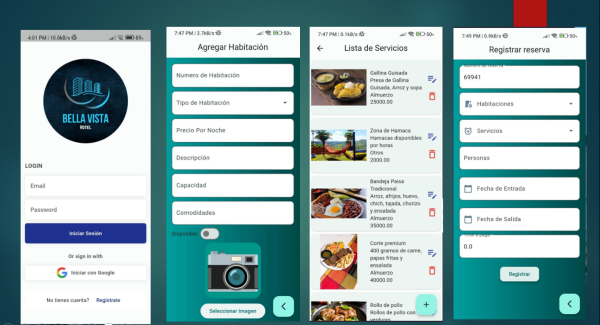 4:01 PM | 10.0kB/s
BELLA VISTA
HOTEL
LOGIN
Email
Password
Iniciar Sesión
Or sign in with
G Iniciar con Google
No tienes cuenta? Registrate
7:47 PM | 2.7kB/s
Agregar Habitación
Numero de Habitación
Tipo de Habitación
Precio Por Noche
Descripción
Capacidad
Comodidades
Disponible
Seleccionar Imagen
7:47 PM | 0.1kB/s
Lista de Servicios
Gallina Guisada
Presa de Gallina
Guisada, Arroz y sopa
Almuerzo
25000.00
Zona de Hamaca
Hamacas disponibles
por horas
Otros
2000.00
Bandeja Paisa
Tradicional
Arroz, afrijos, huevo,
chich, tajada, chorizo
y ensalada
Almuerzo
35000.00
Corte premium
400 gramos de carne,
papas fritas y
ensalada
Almuerzo
40000.00
Rollo de pollo
Rollos de pollo con
verduras
7:49 PM | 0.9kB/s
Registrar reserva
Numero de reserva
69941
Habitaciones
Servicios
Personas
Fecha de Entrada
Fecha de Salida
0.0
Registrar